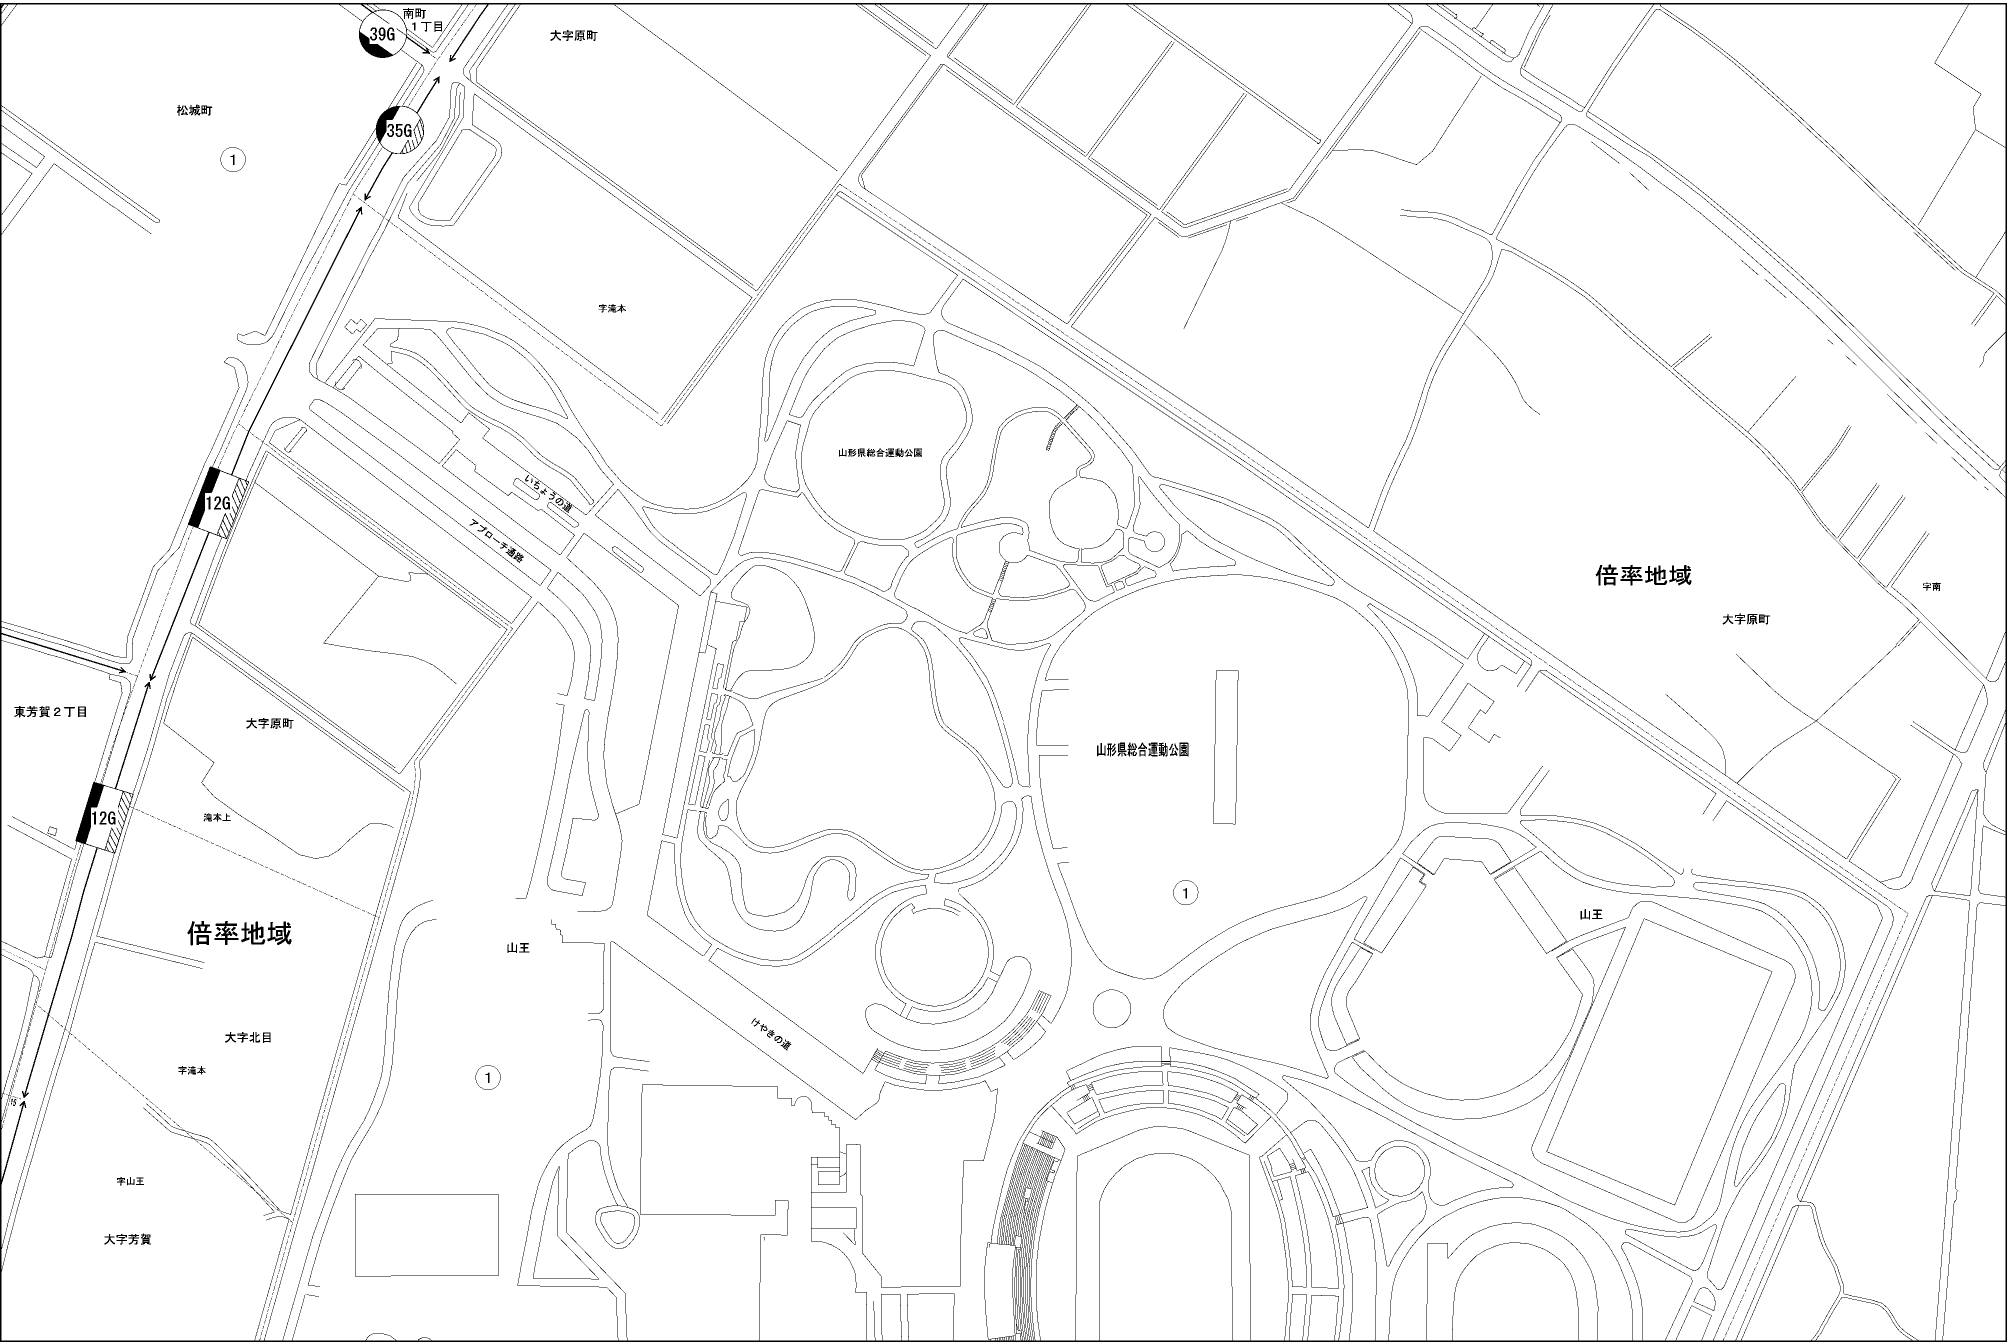 南町
１丁目
39G
大字原町
松城町
35G
①
字滝本
山形県総合運動公園
いちょうの道
12G
アプローチ通路
倍率地域
字南
大字原町
東芳賀２丁目
大字原町
山形県総合運動公園
滝本上
12G
①
山王
倍率地域
山王
大字北目
けやきの道
字滝本
①
15
字山王
大字芳賀